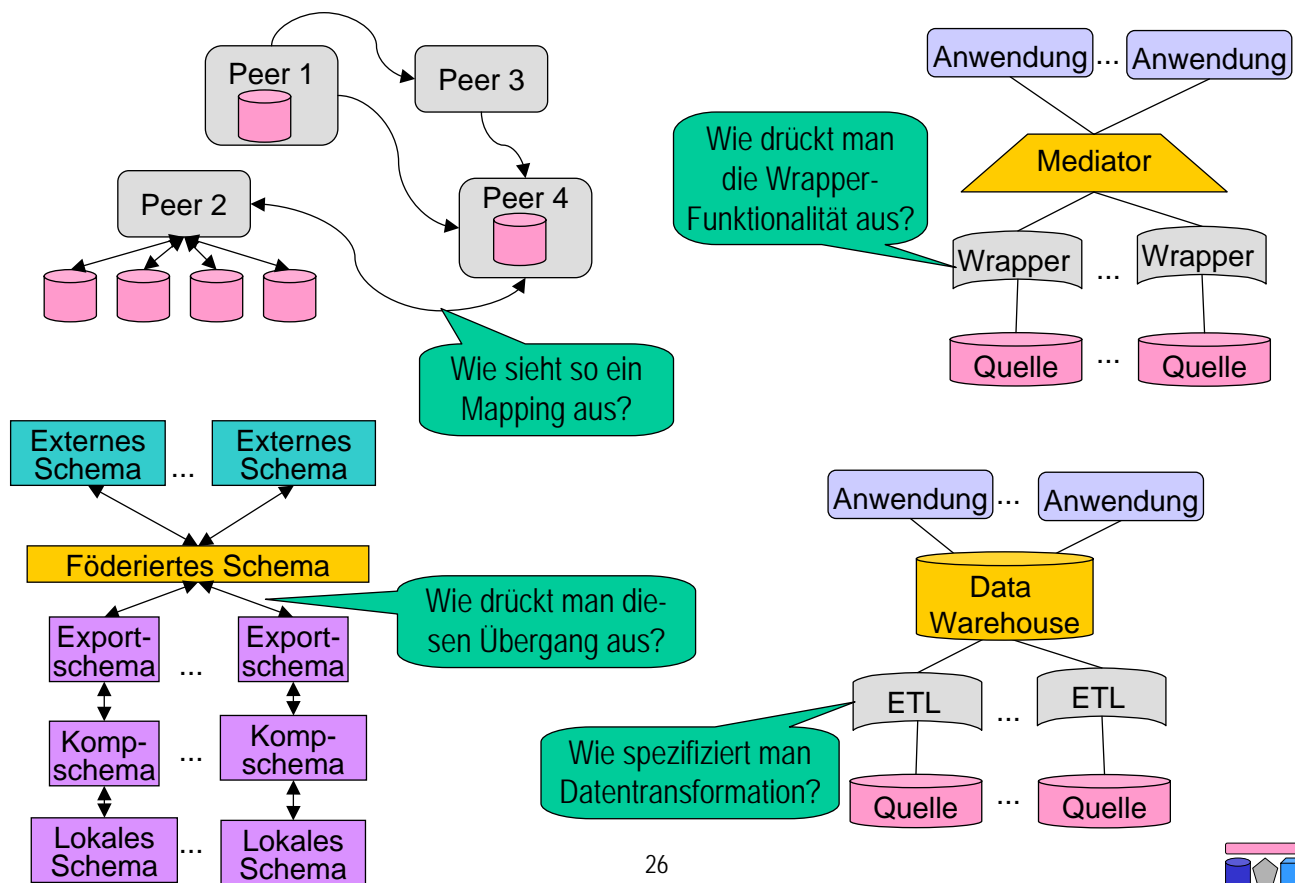 Peer 1
Peer 3
Peer 2
Peer 4
Wie sieht so ein
Mapping aus?
Anwendung ... Anwendung
Mediator
Wie drückt man
die Wrapper-
Funktionalität aus?
Wrapper ... Wrapper
Quelle ... Quelle
Externes
Schema
...
Externes
Schema
Föderiertes Schema
Wie drückt man die-
sen Übergang aus?
Export-
schema
...
Export-
schema
Komp-
schema
...
Komp-
schema
Lokales
Schema
...
Lokales
Schema
Anwendung ... Anwendung
Data
Warehouse
ETL ... ETL
Wie spezifiziert man
Datentransformation?
Quelle ... Quelle
26